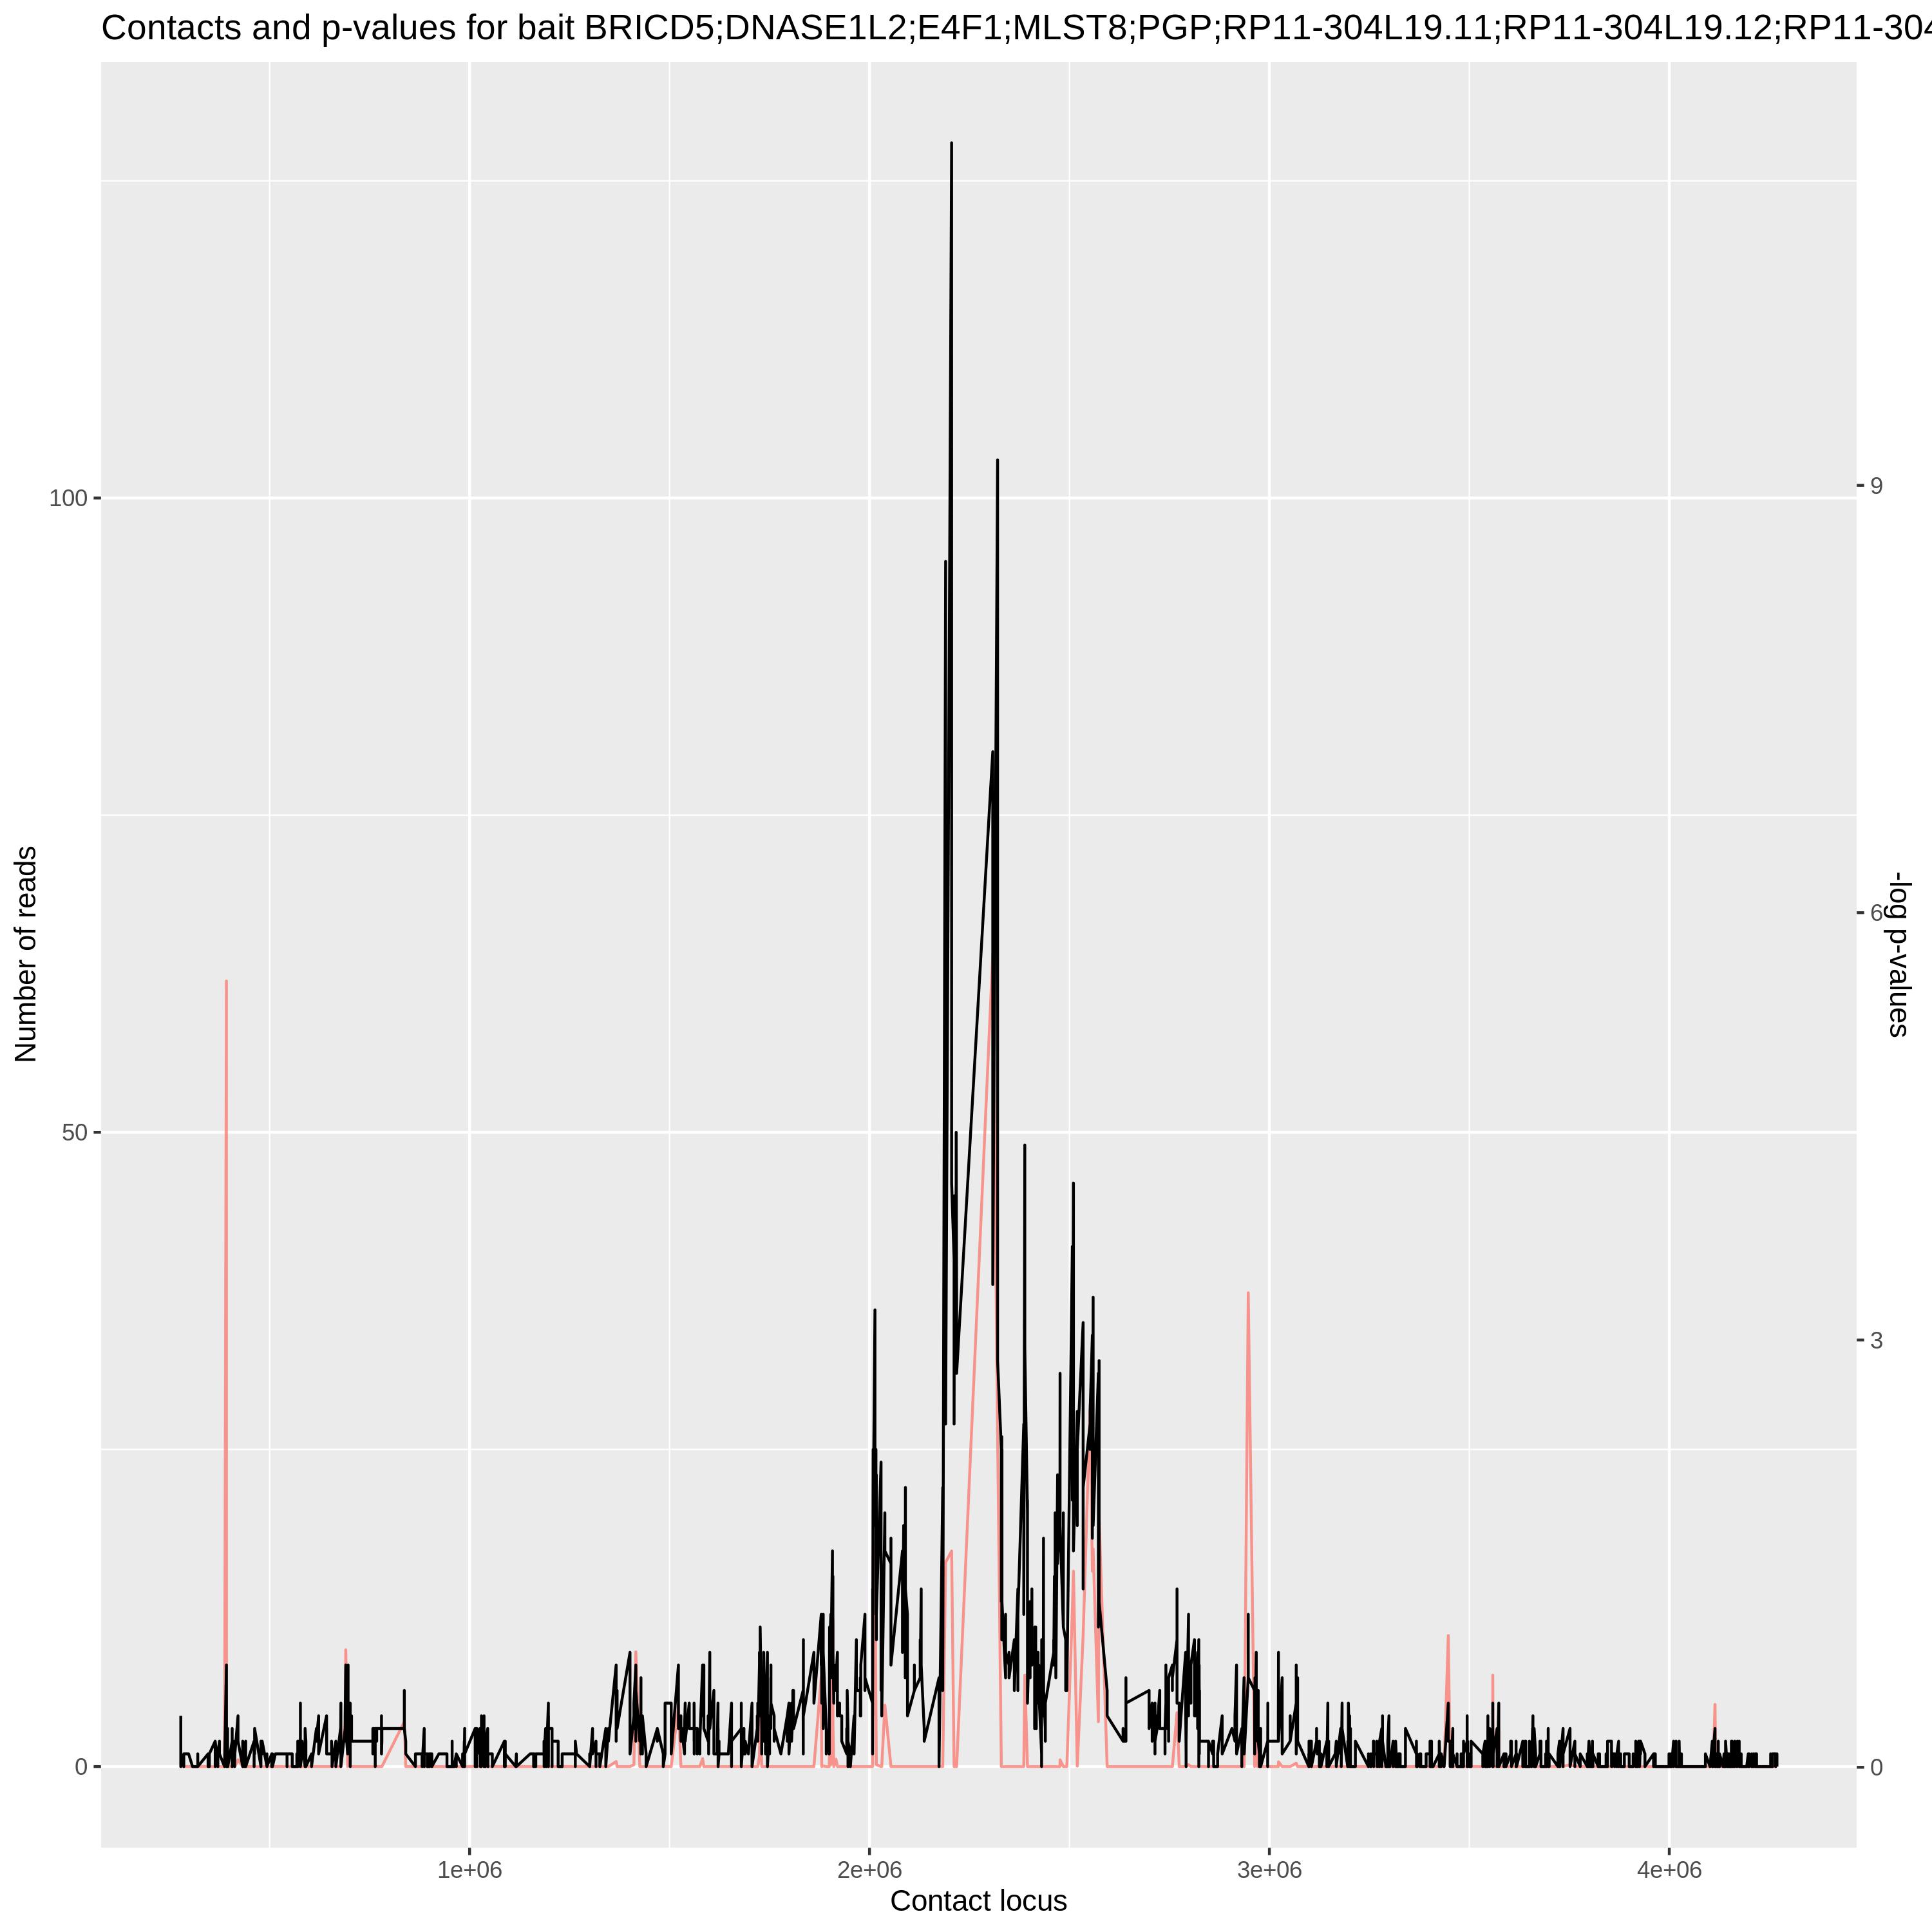 Contacts and p-values for bait BRICD5;DNASE1L2;E4F1;MLST8;PGP;RP11-304L19.11;RP11-304L19.12;RP11-304
100
50
0
Number of reads
9
6
3
0
-log p-values
1e+06
2e+06
3e+06
4e+06
Contact locus